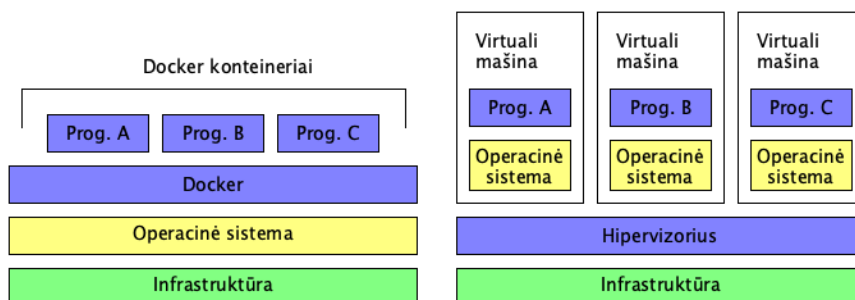 Docker konteineriai
Prog. A
Prog. B
Prog. C
Docker
Operacinė sistema
Infrastruktūra
Virtuali
mašina
Prog. A
Operacinė
sistema
Virtuali
mašina
Prog. B
Operacinė
sistema
Virtuali
mašina
Prog. C
Operacinė
sistema
Hipervizorius
Infrastruktūra